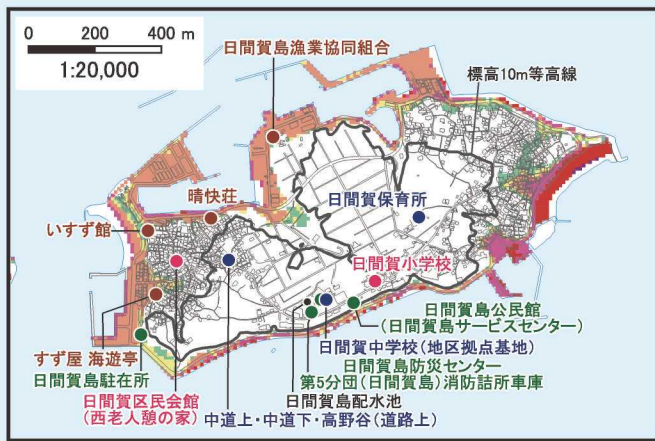 0 200 400 m
1:20,000
日間賀島漁業協同組合
標高10m等高線
晴快荘
日間賀保育所
いすず館
日間賀小学校
日間賀島公民館
(日間賀島サービスセンター)
すず屋 海遊亭
日間賀中学校(地区拠点基地)
日間賀島駐在所
日間賀島防災センター
第5分団(日間賀島)消防詰所車庫
日間賀区民会館
(西老人憩の家)
日間賀島配水池
中道上・中道下・高野谷(道路上)